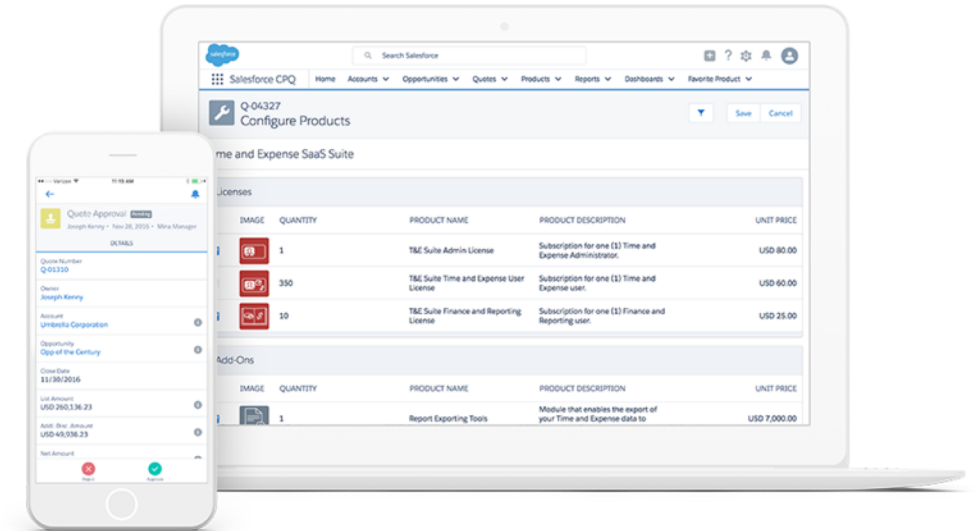 salesforce
Search Salesforce
Salesforce CPQ Home Accounts Opportunities Quotes Products Reports Dashboards Favorite Product
Q-04327
Configure Products
Save Cancel
me and Expense SaaS Suite
Licenses
IMAGE QUANTITY PRODUCT NAME PRODUCT DESCRIPTION UNIT PRICE
1 T&E Suite Admin License Subscription for one (1) Time and
Expense Administrator. USD 80.00
350 T&E Suite Time and Expense User
License Subscription for one (1) Time and
Expense user. USD 60.00
10 T&E Suite Finance and Reporting
License Subscription for one (1) Finance and
Reporting user. USD 25.00
Add-Ons
IMAGE QUANTITY PRODUCT NAME PRODUCT DESCRIPTION UNIT PRICE
1 Report Exporting Tools Module that enables the export of
your Time and Expense data to USD 7,000.00
Verizon 11:15 AM
Quote Approval Pending
Joseph Kenny • Nov 28, 2016 • Mina Manager
DETAILS
Quote Number
Q-01310
Owner
Joseph Kenny
Account
Umbrella Corporation
Opportunity
Opp of the Century
Close Date
11/30/2016
List Amount
USD 260,136.23
Addl. Disc. Amount
USD 49,936.23
Net Amount
Reject Approve